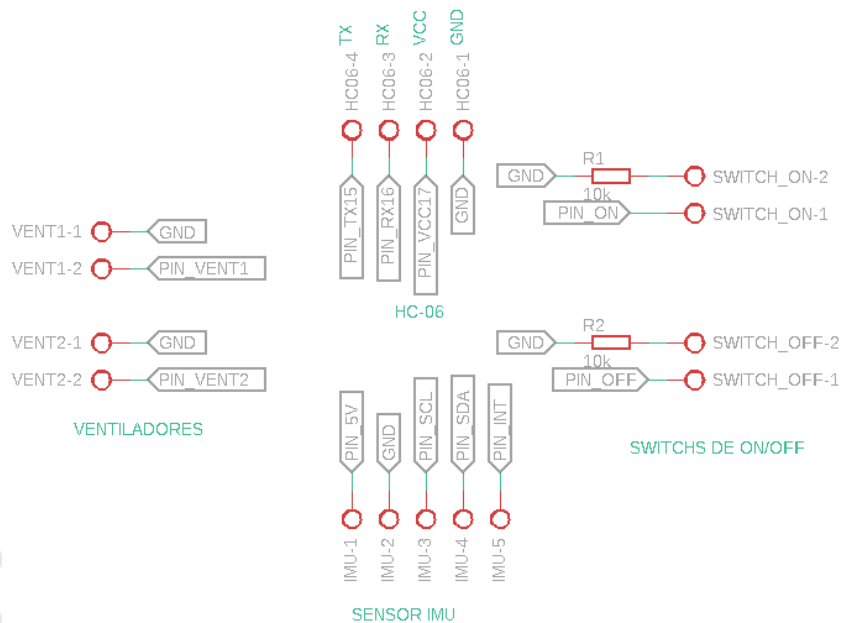 TX
RX
VCC
GND
HC06-4
HC06-3
HC06-2
HC06-1
PIN_TX15
PIN_RX16
PIN_VCC17
GND
HC-06
VENT1-1
GND
VENT1-2
PIN_VENT1
VENT2-1
GND
VENT2-2
PIN_VENT2
VENTILADORES
R1
GND
SWITCH_ON-2
10k
PIN_ON
SWITCH_ON-1
R2
GND
SWITCH_OFF-2
10k
PIN_OFF
SWITCH_OFF-1
SWITCHS DE ON/OFF
PIN_5V
GND
PIN_SCL
PIN_SDA
PIN_INT
IMU-1
IMU-2
IMU-3
IMU-4
IMU-5
SENSOR IMU